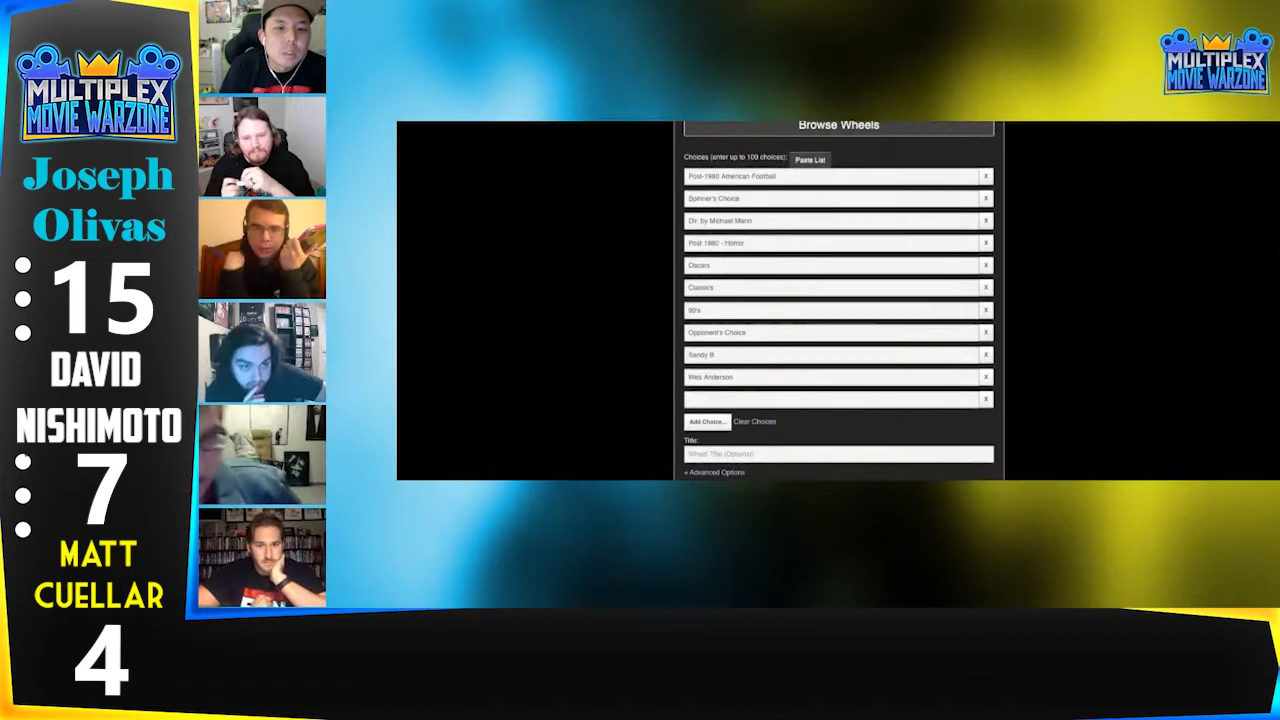 MULTIPLEX
MOVIE WARZONE
Joseph
Olivas
15
DAVID
NISHIMOTO
7
MATT
CUELLAR
4
MULTIPLEX
MOVIE WARZONE
Browse Wheels
Choices (enter up to 100 choices):
Paste List
Post-1980 American Football X
Spinner's Choice X
Dir. by Michael Mann X
Post 1980 - Horror X
Oscars X
Classics X
90's X
Opponent's Choice X
Sandy B X
Wes Anderson X
X
Add Choice... Clear Choices
Title:
Wheel Title (Optional)
+ Advanced Options